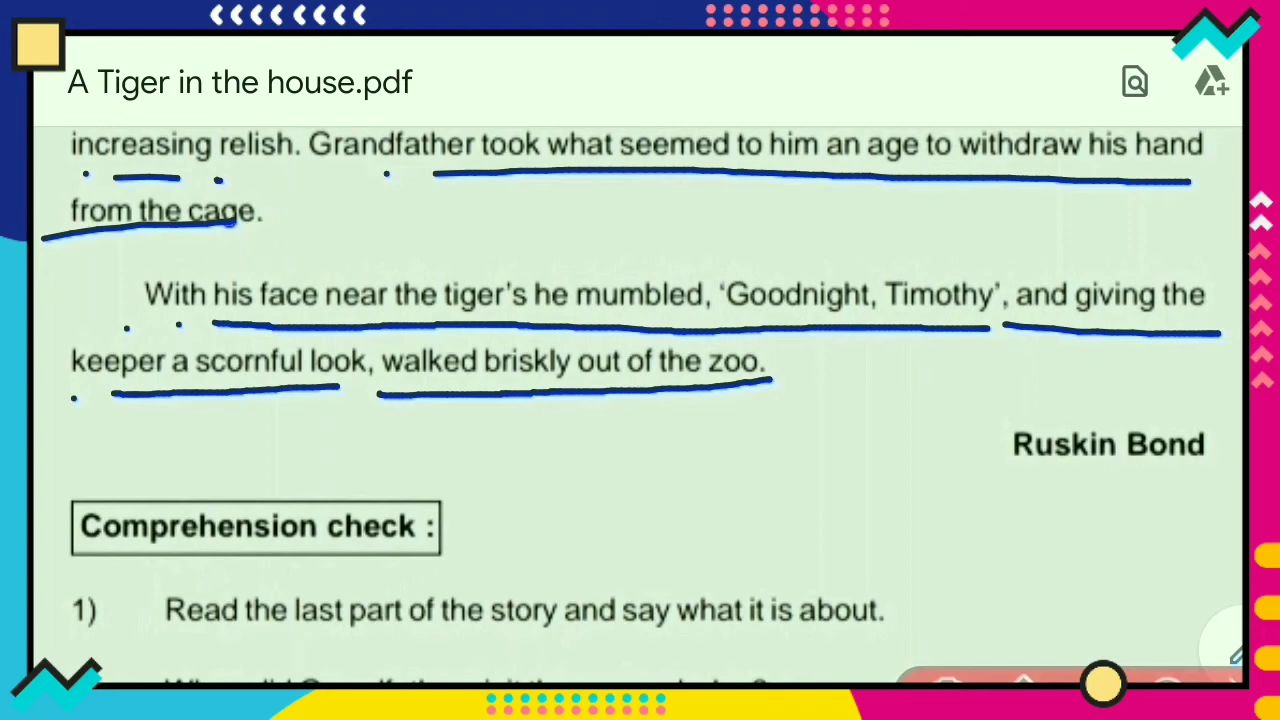 A Tiger in the house.pdf
increasing relish. Grandfather took what seemed to him an age to withdraw his hand
from the cage.
With his face near the tiger's he mumbled, ‘Goodnight, Timothy’, and giving the
keeper a scornful look, walked briskly out of the zoo.
Ruskin Bond
Comprehension check :
1) Read the last part of the story and say what it is about.